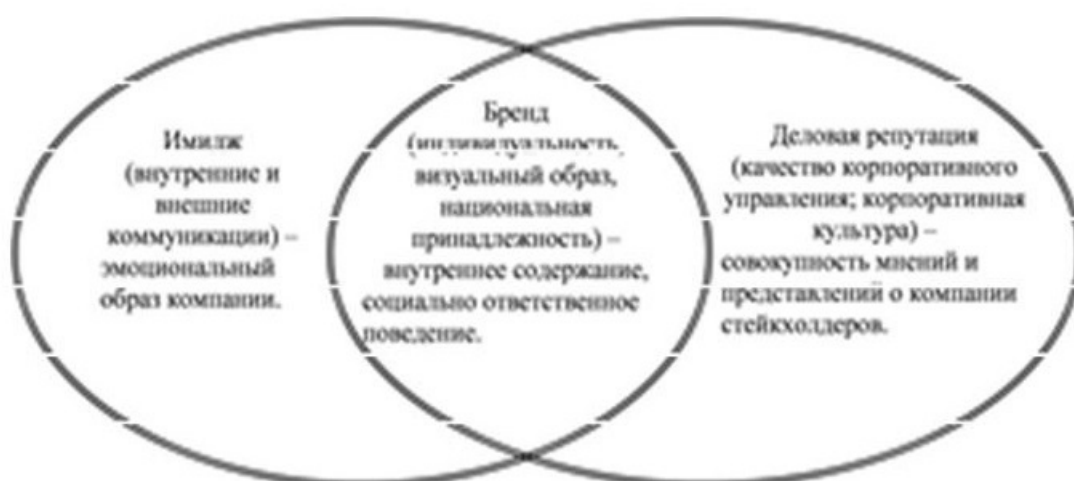 Имидж
(внутренние и
внешние
коммуникации) –
эмоциональный
образ компании.
Бренд
(индивидуальность,
визуальный образ,
национальная
принадлежность) –
внутреннее содержание,
социально ответственное
поведение.
Деловая репутация
(качество корпоративного
управления; корпоративная
культура) –
совокупность мнений и
представлений о компании
стейкхолдеров.